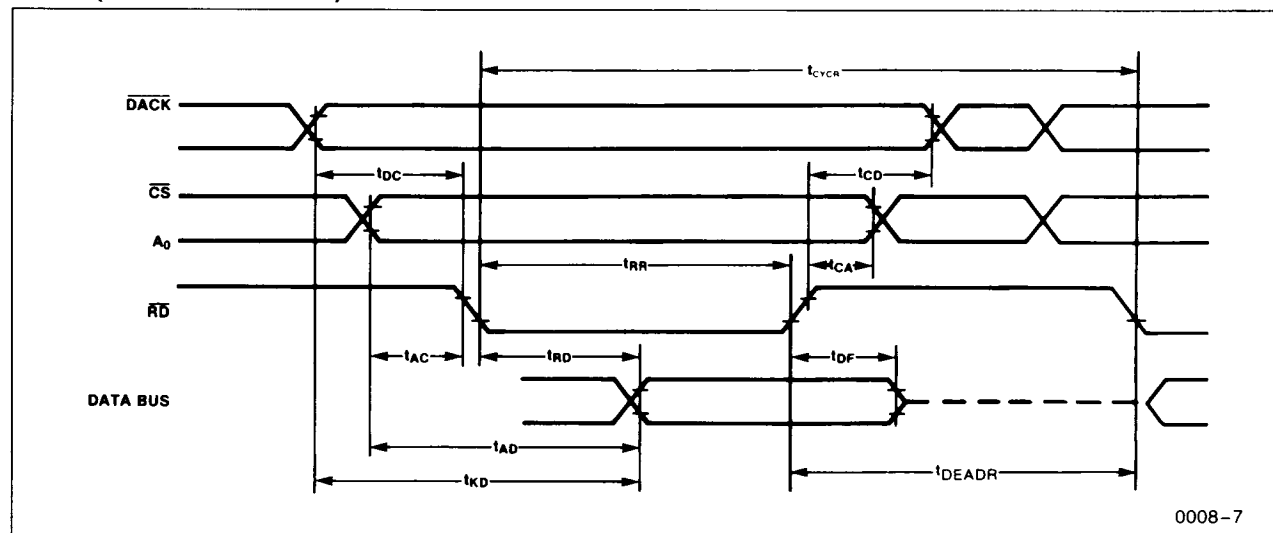 tCYCR
DACK
tDC
tCD
CS
A0
tRR
tCA
RD
tAC
tRD
tDF
DATA BUS
tAD
tKD
tDEADR
0008-7